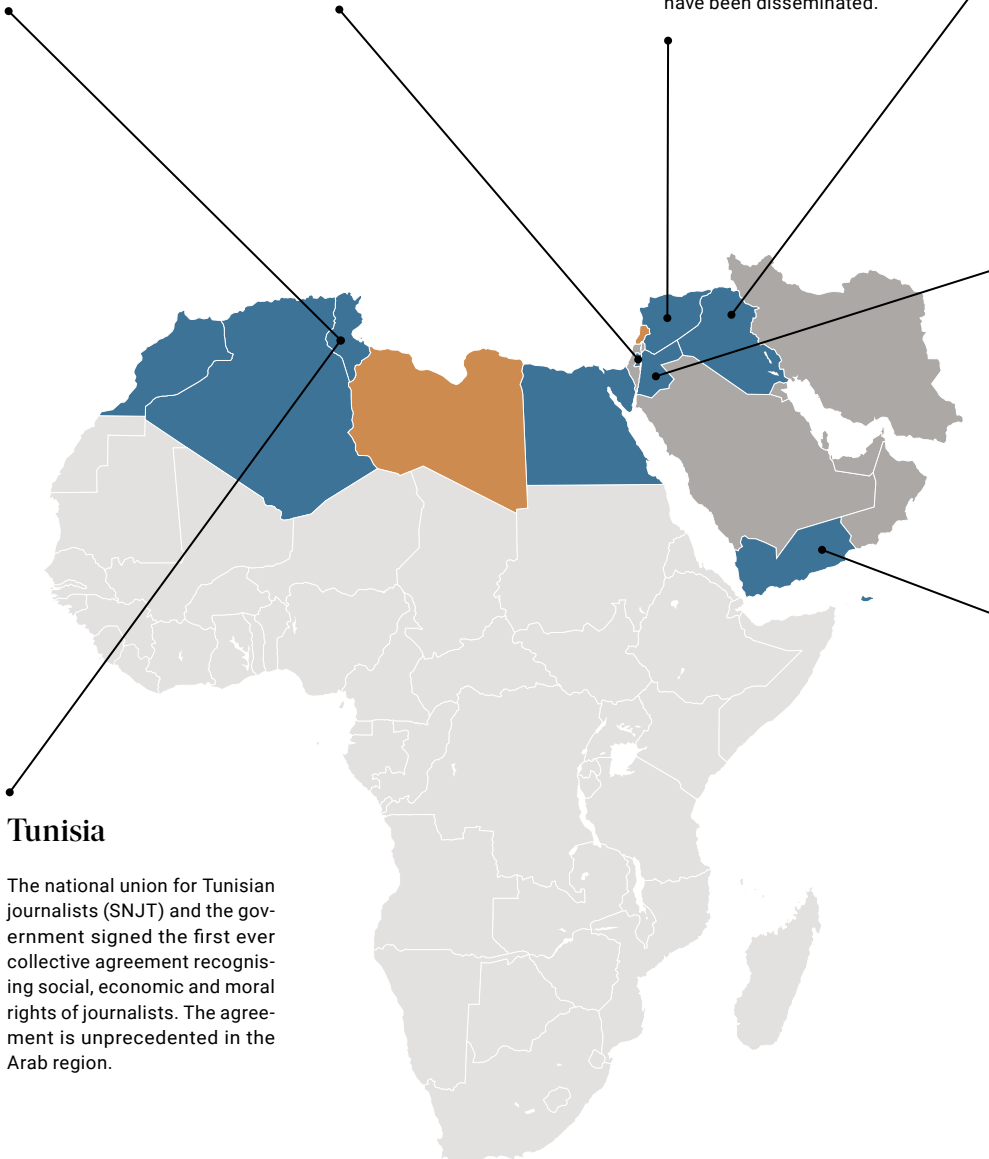 have been disseminated.
Tunisia
The national union for Tunisian
journalists (SNJT) and the gov-
ernment signed the first ever
collective agreement recognis-
ing social, economic and moral
rights of journalists. The agree-
ment is unprecedented in the
Arab region.